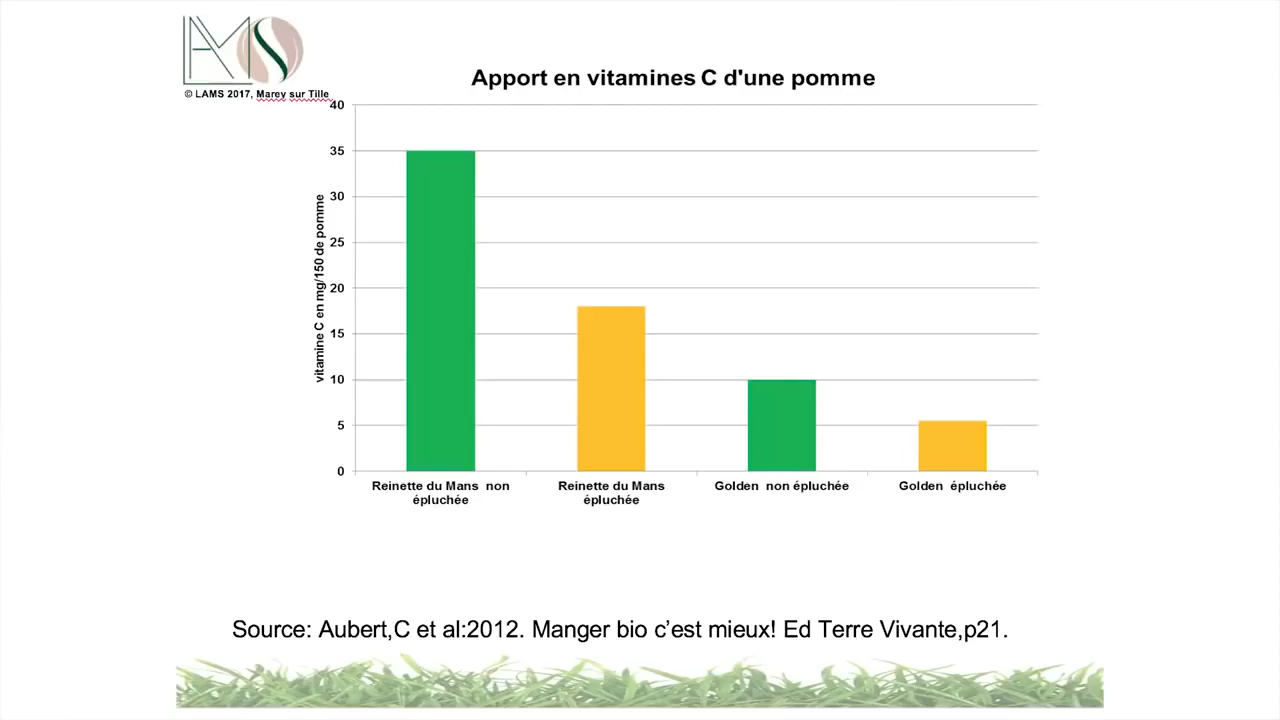 LAMS
© LAMS 2017, Marey sur Tille
Apport en vitamines C d'une pomme
vitamine C en mg/150 de pomme
40
35
30
25
20
15
10
5
0
Reinette du Mans non
épluchée
Reinette du Mans
épluchée
Golden non épluchée
Golden épluchée
Source: Aubert,C et al:2012. Manger bio c’est mieux! Ed Terre Vivante,p21.